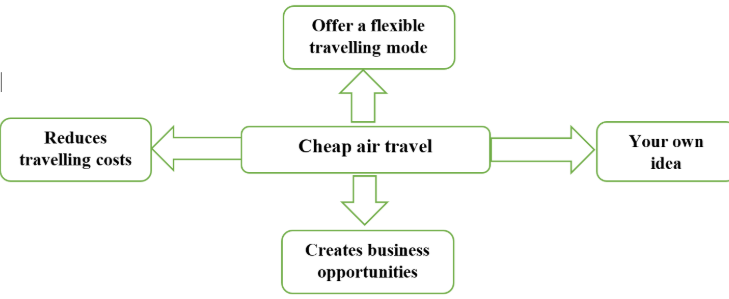 Offer a flexible
travelling mode
Reduces
travelling costs
Cheap air travel
Your own
idea
Creates business
opportunities